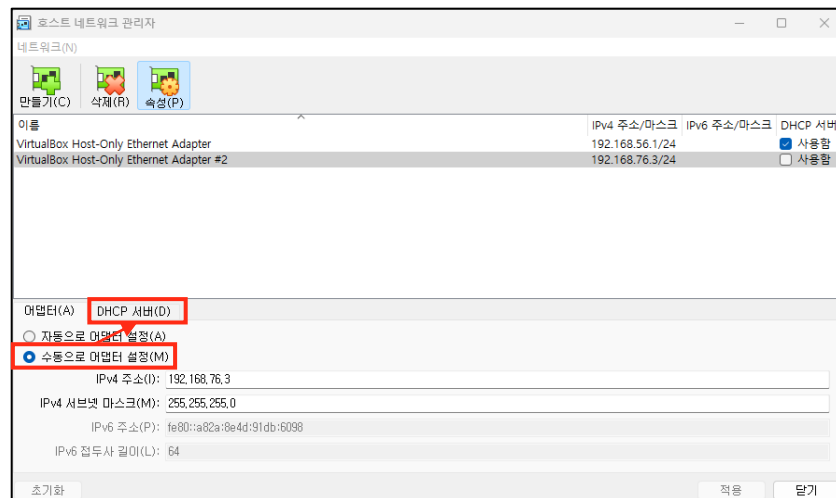 호스트 네트워크 관리자
네트워크(N)
만들기(C) 삭제(R) 속성(P)
이름 IPv4 주소/마스크 IPv6 주소/마스크 DHCP 서버
VirtualBox Host-Only Ethernet Adapter 192.168.56.1/24 사용함
VirtualBox Host-Only Ethernet Adapter #2 192.168.76.3/24 사용함
어댑터(A) DHCP 서버(D)
자동으로 어댑터 설정(A)
수동으로 어댑터 설정(M)
IPv4 주소(I): 192,168,76,3
IPv4 서브넷 마스크(M): 255,255,255,0
IPv6 주소(P): fe80::a82a:8e4d:91db:6098
IPv6 접두사 길이(L): 64
초기화 적용 닫기